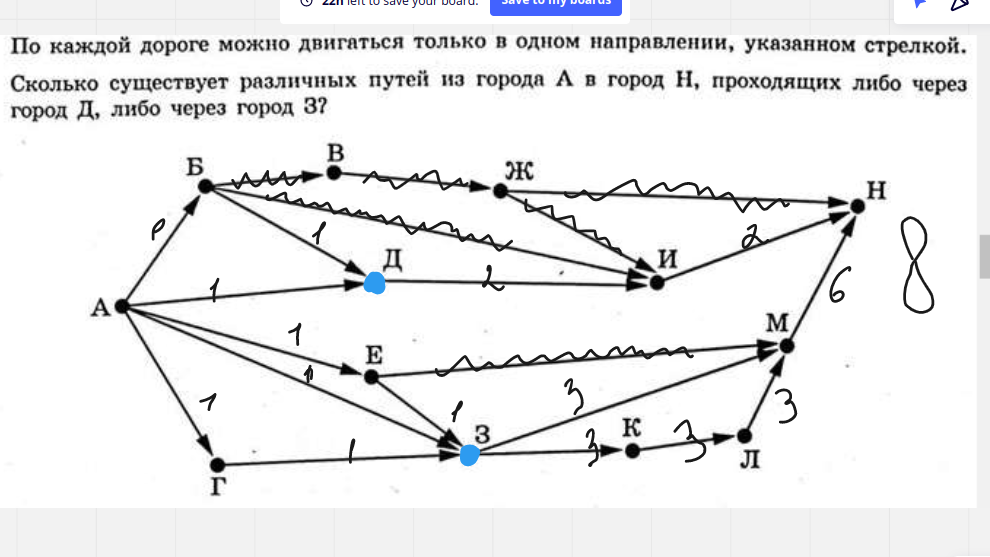 22h left to save your board.
Save to my boards
По каждой дороге можно двигаться только в одном направлении, указанном стрелкой.
Сколько существует различных путей из города А в город Н, проходящих либо через
город Д, либо через город З?
В
Б
Ж
Н
1
Д
И
2
8
А
1
2
6
1
Е
М
1
1
1
3
3
З
3
К
3
1
Л
Г